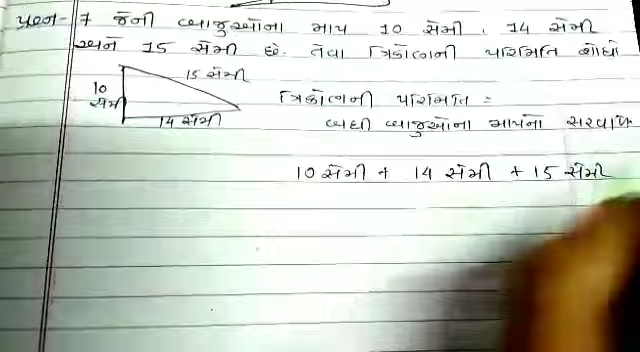 પ્રશ્ન-7 જેની બાજુઓના માપ 10 સેમી, 14 સેમી
અને 15 સેમી છે. તેવા ત્રિકોણની પરિમિતિ શોધો
15 સેમી
10
સેમી
14 સેમી
ત્રિકોણની પરિમિતિ =
બધી બાજુઓના માપનો સરવાળ
10 સેમી + 14 સેમી + 15 સેમી